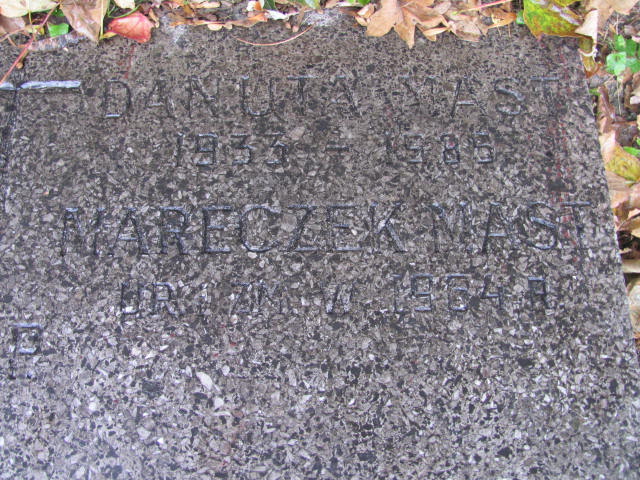 DANUTA MAST
1933 - 1986
MARECZEK MAST
UR I ZM W 1964 R